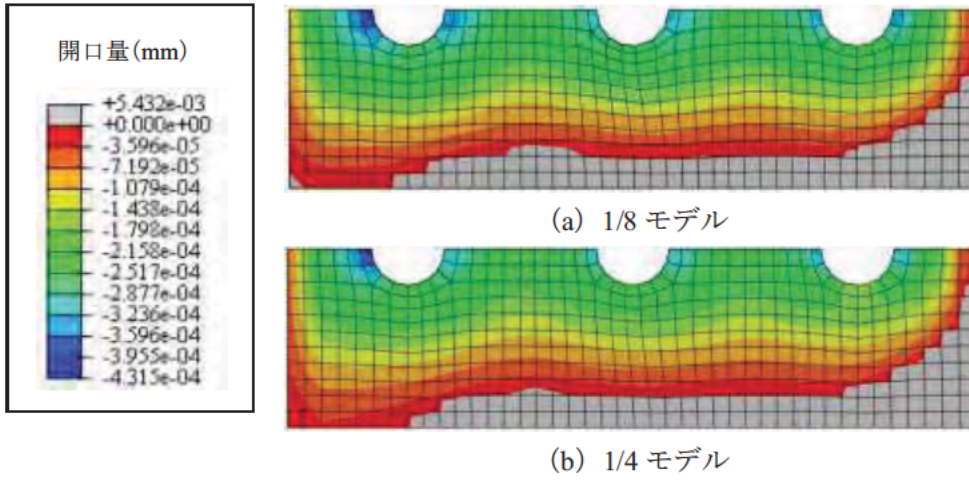 開口量(mm)
+5.432e-03
+0.000e+00
-3.596e-05
-7.192e-05
-1.079e-04
-1.438e-04
-1.798e-04
-2.158e-04
-2.517e-04
-2.877e-04
-3.236e-04
-3.596e-04
-3.955e-04
-4.315e-04
(a) 1/8 モデル
(b) 1/4 モデル